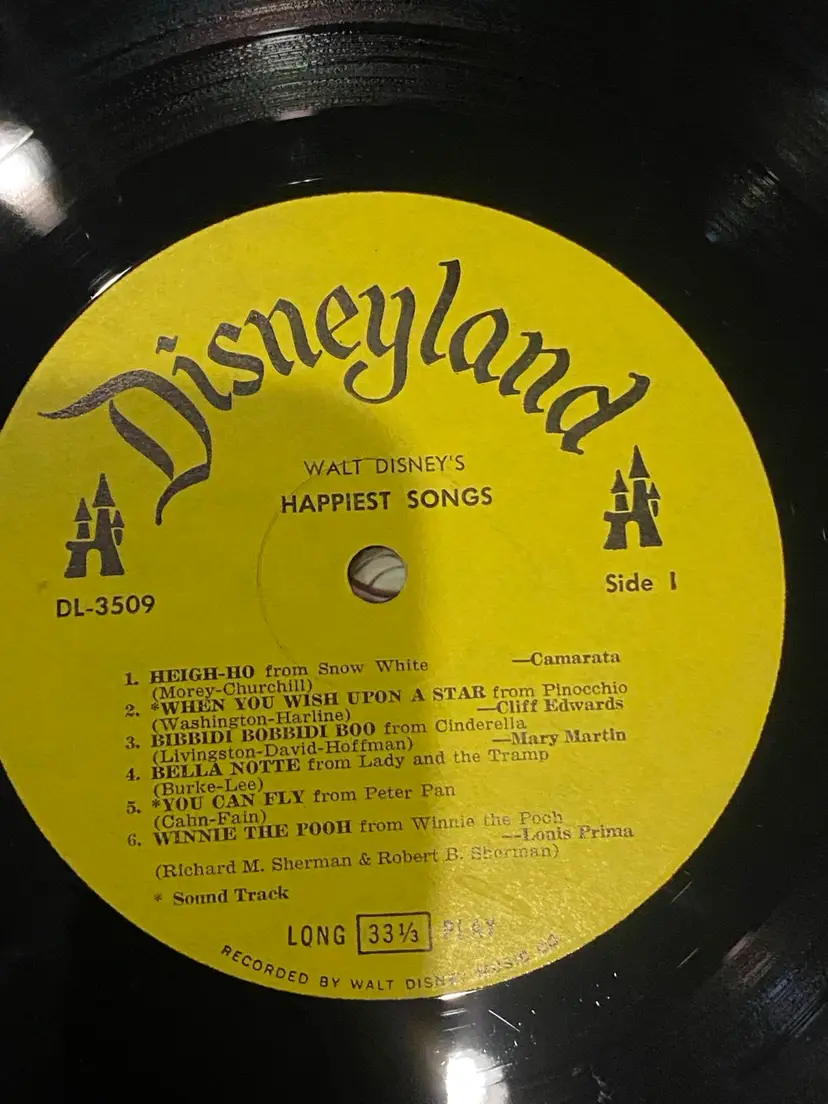 Disneyland
WALT DISNEY'S
HAPPIEST SONGS
DL-3509
Side 1
1. HEIGH-HO from Snow White —Camarata
(Morey-Churchill)
2. *WHEN YOU WISH UPON A STAR from Pinocchio
(Washington-Harline) —Cliff Edwards
3. BIBBIDI BOBBIDI BOO from Cinderella
(Livingston-David-Hoffman) —Mary Martin
4. BELLA NOTTE from Lady and the Tramp
(Burke-Lee)
5. *YOU CAN FLY from Peter Pan
(Cahn-Fain)
6. WINNIE THE POOH from Winnie the Pooh
—Louis Prima
(Richard M. Sherman & Robert B. Sherman)
* Sound Track
LONG 33⅓ PLAY
RECORDED BY WALT DISNEY MUSIC CO